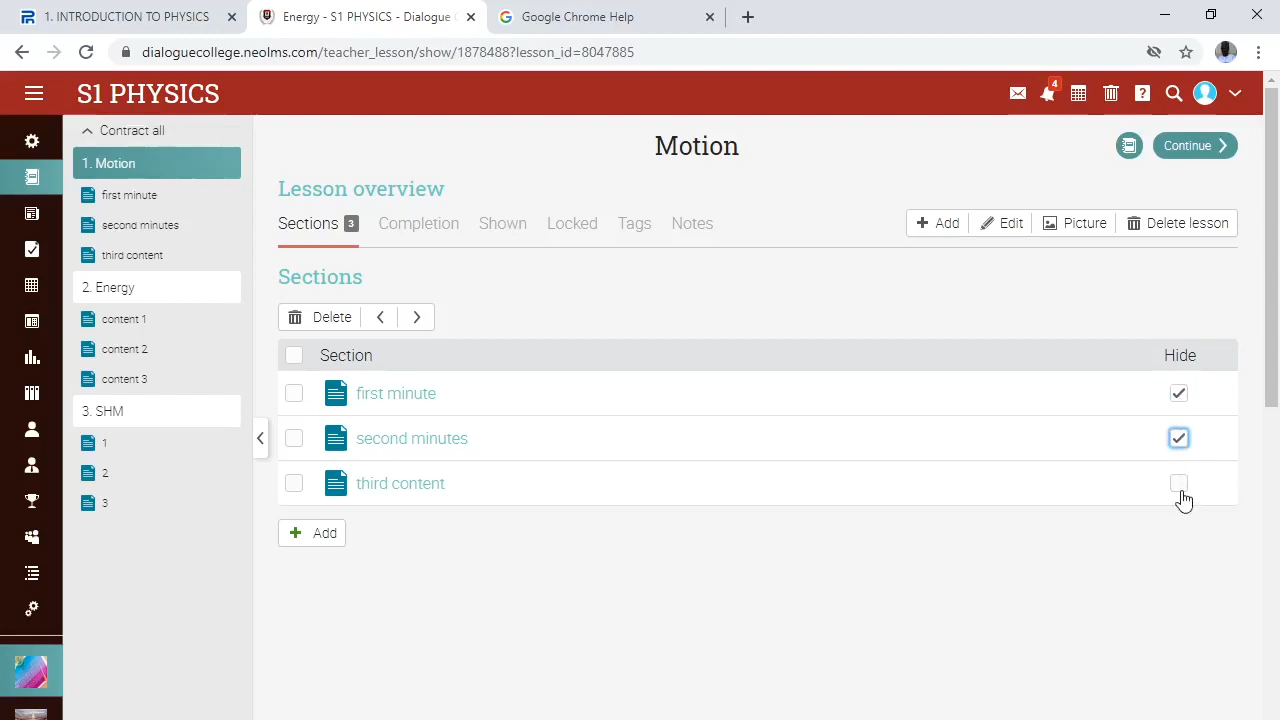 1. INTRODUCTION TO PHYSICS
Energy - S1 PHYSICS - Dialogue C
Google Chrome Help
dialoguecollege.neolms.com/teacher_lesson/show/1878488?lesson_id=8047885
S1 PHYSICS
4
Contract all
1. Motion
first minute
second minutes
third content
2. Energy
content 1
content 2
content 3
3. SHM
1
2
3
Motion
Continue
Lesson overview
Sections 3 Completion Shown Locked Tags Notes
Add Edit Picture Delete lesson
Sections
Delete
Section Hide
first minute
second minutes
third content
Add